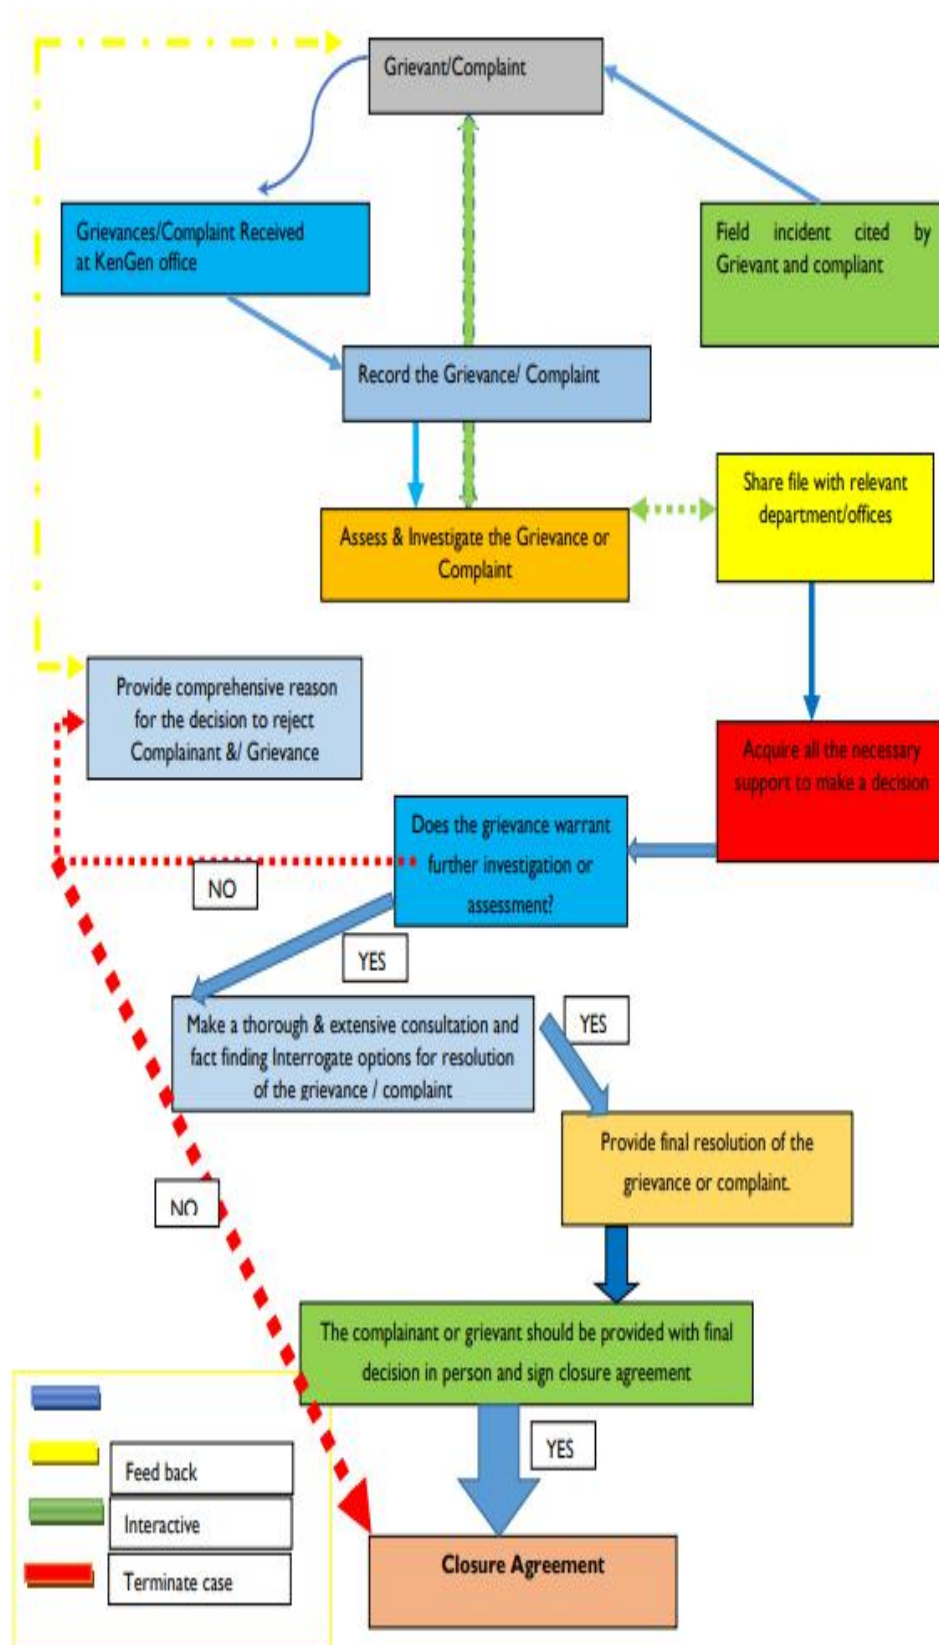 Grievant/Complaint
Grievances/Complaint Received
at KenGen office
Field incident cited by
Grievant and compliant
Record the Grievance/ Complaint
Share file with relevant
department/offices
Assess & Investigate the Grievance or
Complaint
Provide comprehensive reason
for the decision to reject
Complainant &/ Grievance
Acquire all the necessary
support to make a decision
Does the grievance warrant
further investigation or
assessment?
NO
YES
Make a thorough & extensive consultation and
fact finding Interrogate options for resolution
of the grievance / complaint
YES
Provide final resolution of the
grievance or complaint.
NO
The complainant or grievant should be provided with final
decision in person and sign closure agreement
YES
Feed back
Interactive
Terminate case
Closure Agreement